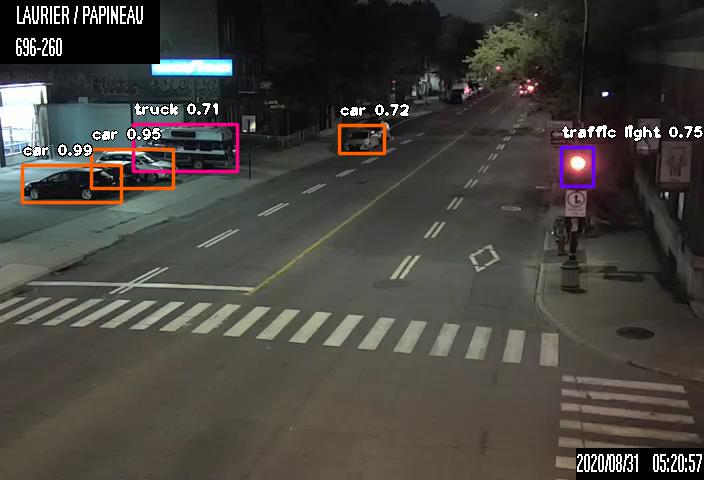 LAURIER / PAPINEAU
696-260
truck 0.71
car 0.72
car 0.95
traffic light 0.75
car 0.99
2020/08/31 05:20:57